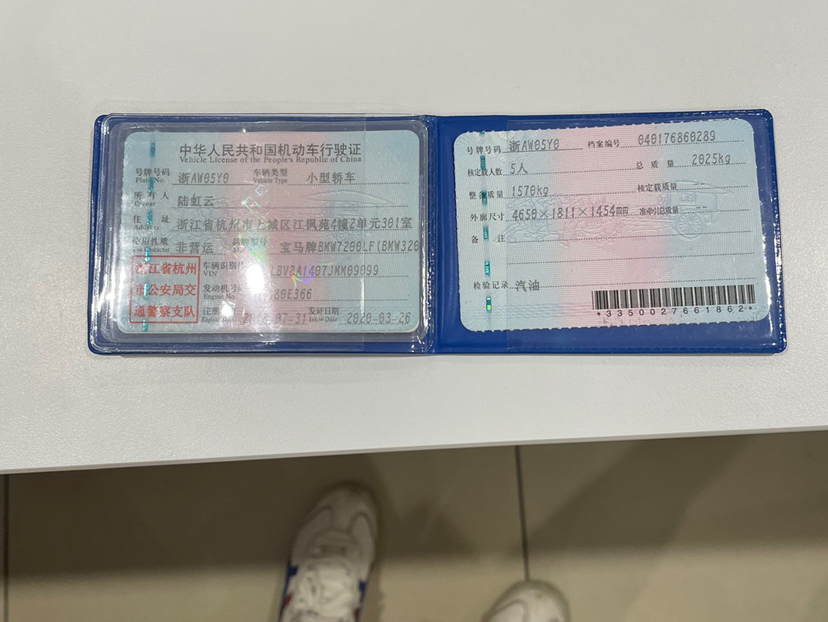 中华人民共和国机动车行驶证
Vehicle License of the People's Republic of China
号牌号码 浙AW05Y0 车辆类型 小型轿车
Plate No. Vehicle Type
所有人 陆虹云
Owner
住址 浙江省杭州市上城区江枫苑4幢2单元301室
Address
使用性质 非营运 品牌型号 宝马牌BMW7200LF(BMW320
浙江省杭州
市公安局交
通警察支队
车辆识别代
VIN
发动机号码
Engine No.
注册 发证日期 2020-03-26
Issue Date
号牌号码 浙AW05Y0 档案编号 040176860289
核定载人数 5人 总质量 2025kg
整备质量 1570kg 核定载质量
外廓尺寸 4650×1811×1454 准牵引总质量 --
备注
检验记录 汽油
*3350027661862*